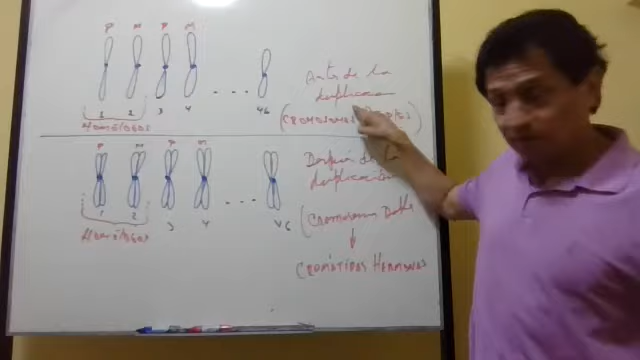 P M P M
1 2 3 4 ... 46
Homólogos
Antes de la
duplicación
(Cromosomas
P M P M
1 2 3 4 ... 46
Homólogos
Después de la
duplicación
(Cromosomas Dobles
↓
Cromátidas Hermanas